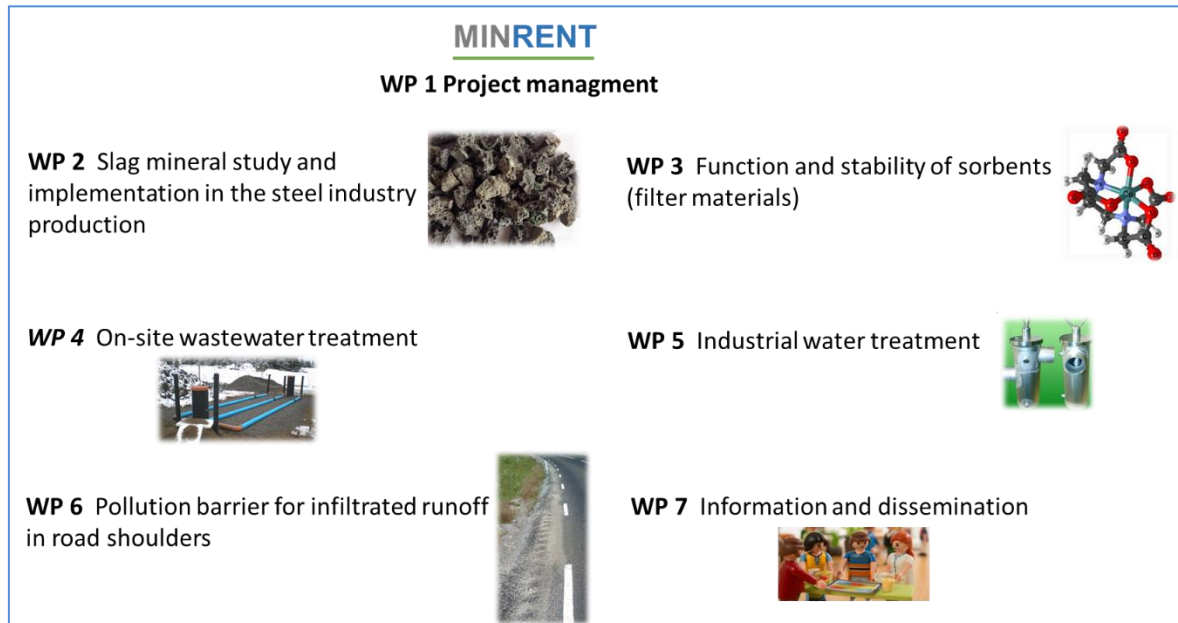 MINRENT
WP 1 Project managment
WP 2 Slag mineral study and
implementation in the steel industry
production
WP 3 Function and stability of sorbents
(filter materials)
WP 4 On-site wastewater treatment
WP 5 Industrial water treatment
WP 6 Pollution barrier for infiltrated runoff
in road shoulders
WP 7 Information and dissemination